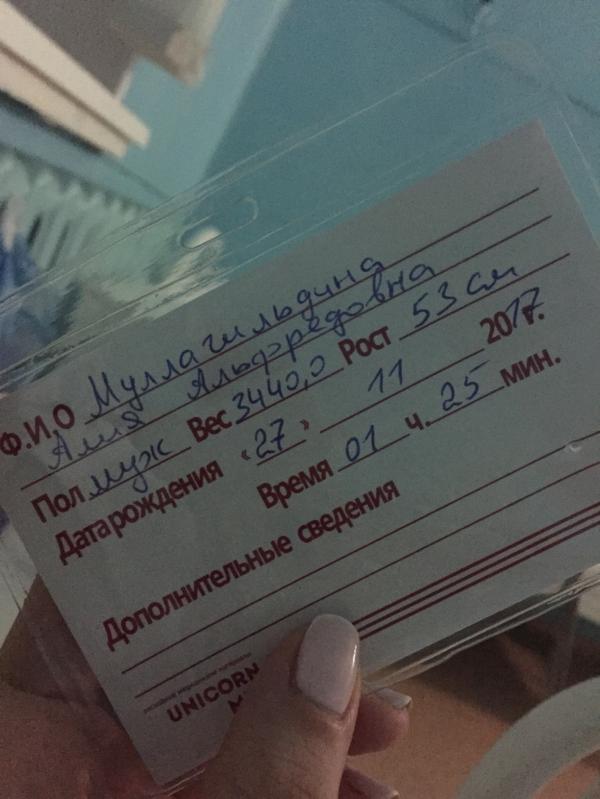 Ф.И.О Муллагильдина
Алия Альфредовна
Пол муж Вес 3440,0 Рост 53 см
Дата рождения «27» 11 2017г.
Время 01 ч. 25 мин.
Дополнительные сведения
UNICORN